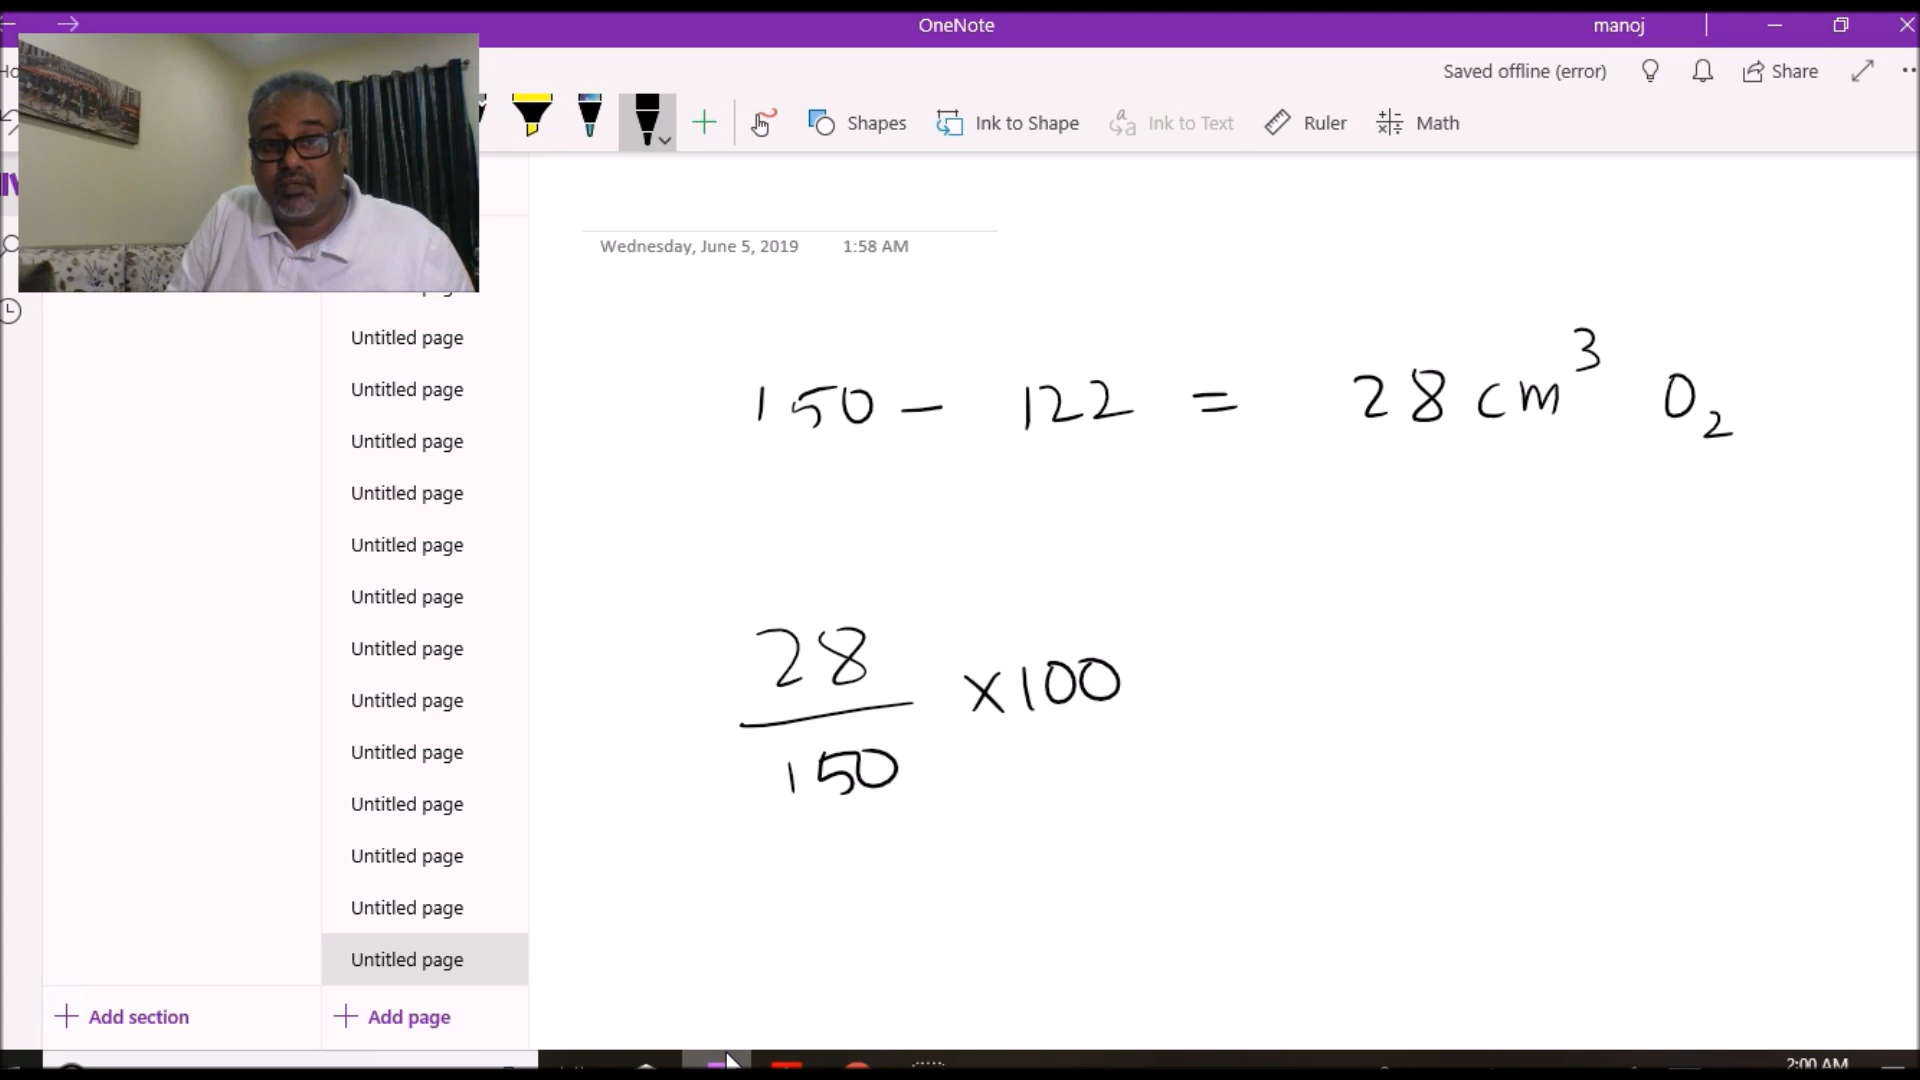 OneNote
manoj
Saved offline (error)
Share
Shapes
Ink to Shape
Ink to Text
Ruler
Math
Wednesday, June 5, 2019 1:58 AM
150 - 122 = 28 cm³ O₂
28
150
×100
Untitled page
Untitled page
Untitled page
Untitled page
Untitled page
Untitled page
Untitled page
Untitled page
Untitled page
Untitled page
Untitled page
Untitled page
Untitled page
Add section
Add page
2:00 AM